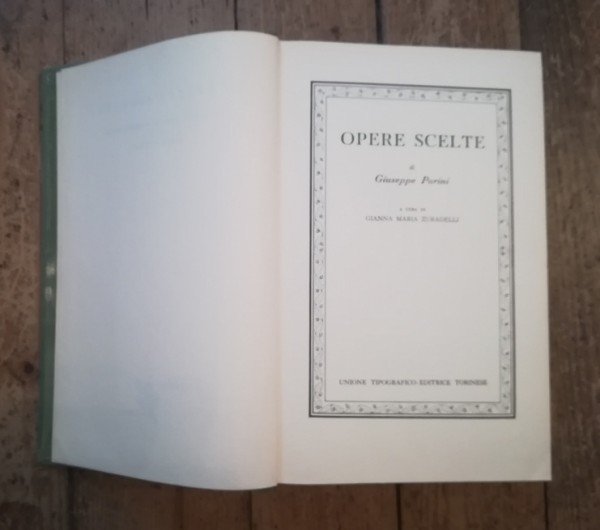 OPERE SCELTE
di
Giuseppe Parini
A CURA DI
GIANNA MARIA ZURADELLI
UNIONE TIPOGRAFICO-EDITRICE TORINESE